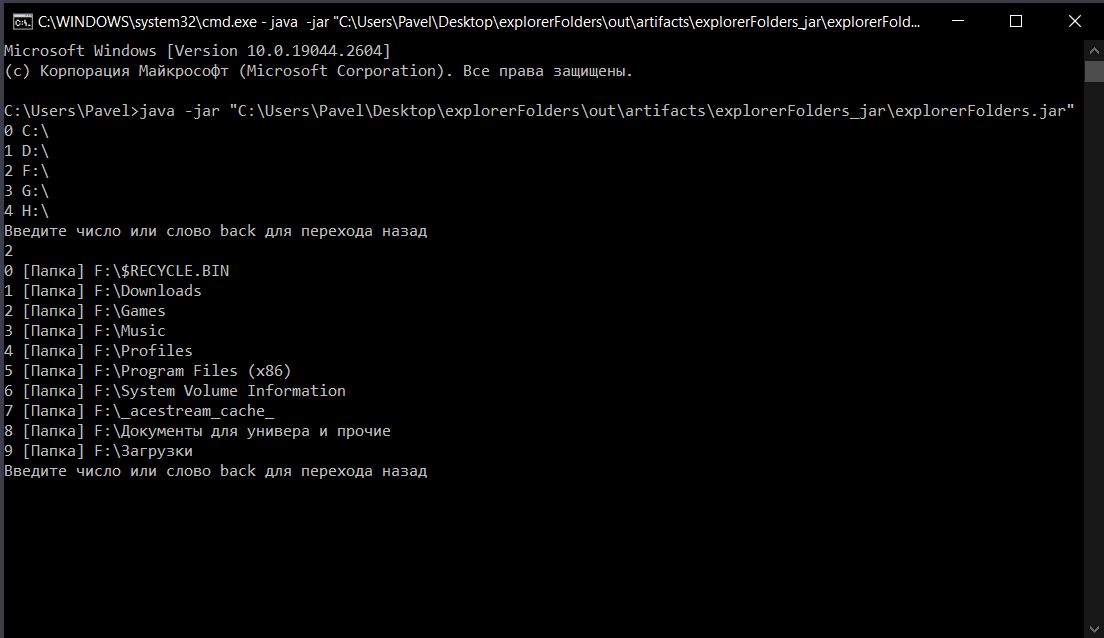 C:\WINDOWS\system32\cmd.exe - java -jar "C:\Users\Pavel\Desktop\explorerFolders\out\artifacts\explorerFolders_jar\explorerFold...
Microsoft Windows [Version 10.0.19044.2604]
(c) Корпорация Майкрософт (Microsoft Corporation). Все права защищены.
C:\Users\Pavel>java -jar "C:\Users\Pavel\Desktop\explorerFolders\out\artifacts\explorerFolders_jar\explorerFolders.jar"
0 C:\
1 D:\
2 F:\
3 G:\
4 H:\
Введите число или слово back для перехода назад
2
0 [Папка] F:\$RECYCLE.BIN
1 [Папка] F:\Downloads
2 [Папка] F:\Games
3 [Папка] F:\Music
4 [Папка] F:\Profiles
5 [Папка] F:\Program Files (x86)
6 [Папка] F:\System Volume Information
7 [Папка] F:\_acestream_cache_
8 [Папка] F:\Документы для универа и прочие
9 [Папка] F:\Загрузки
Введите число или слово back для перехода назад